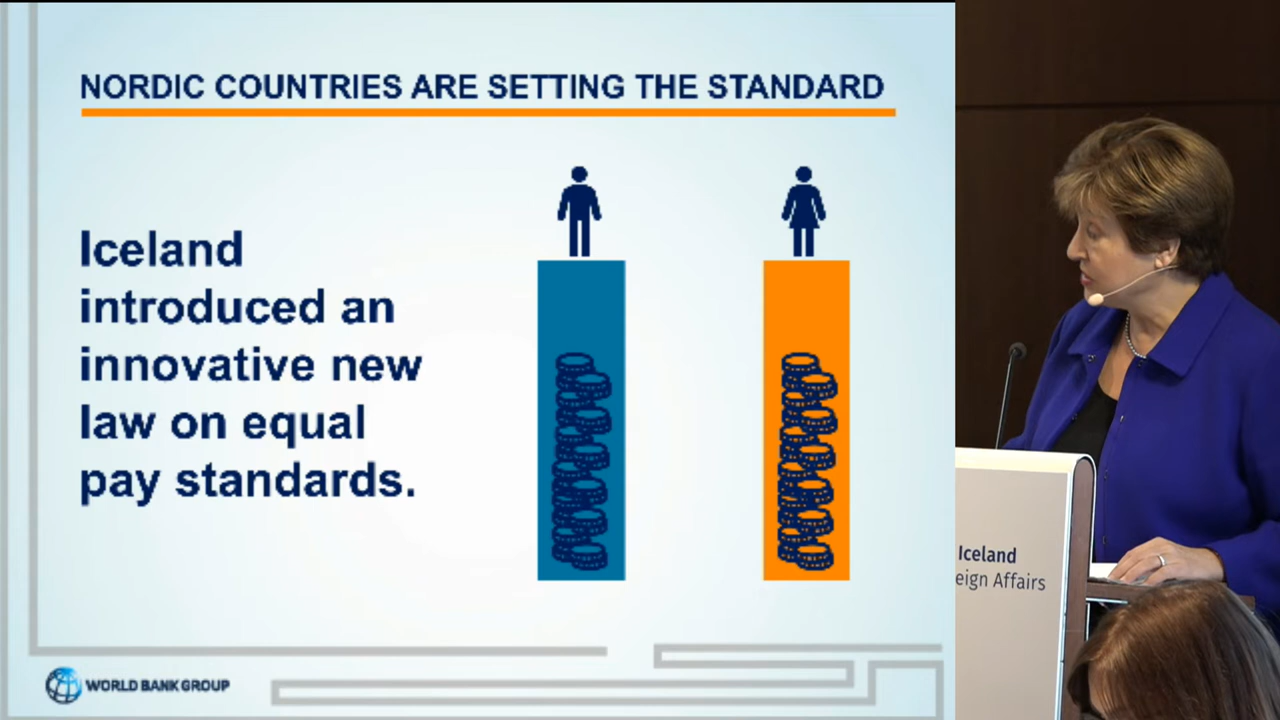 NORDIC COUNTRIES ARE SETTING THE STANDARD
Iceland
introduced an
innovative new
law on equal
pay standards.
WORLD BANK GROUP
Iceland
eign Affairs